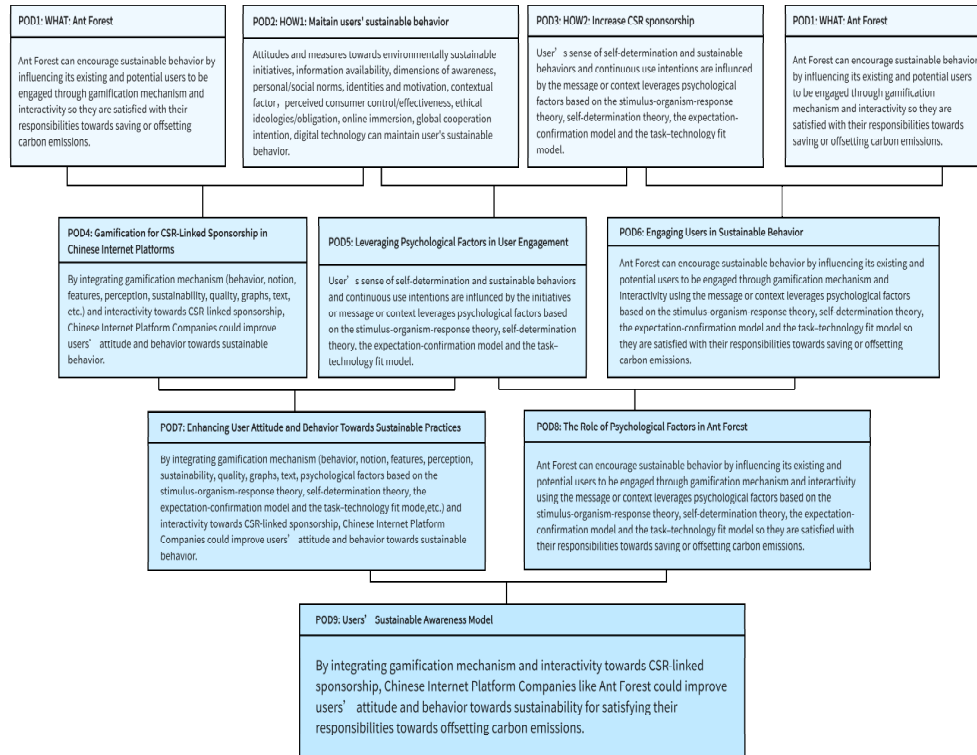 POD1: WHAT: Ant Forest
Ant Forest can encourage sustainable behavior by
influencing its existing and potential users to be
engaged through gamification mechanism and
interactivity so they are satisfied with their
responsibilities towards saving or offsetting
carbon emissions.
POD2: HOW1: Maitain users' sustainable behavior
Attitudes and measures towards environmentally sustainable
initiatives, information availability, dimensions of awareness,
personal/social norms, identities and motivation, contextual
factor, perceived consumer control/effectiveness, ethical
ideologies/obligation, online immersion, global cooperation
intention, digital technology can maintain user's sustainable
behavior.
POD3: HOW2: Increase CSR sponsorship
User’s sense of self-determination and sustainable
behaviors and continuous use intentions are influnced
by the message or context leverages psychological
factors based on the stimulus-organism-response
theory, self-determination theory, the expectation-
confirmation model and the task–technology fit
model.
POD1: WHAT: Ant Forest
Ant Forest can encourage sustainable behavior
by influencing its existing and potential users
to be engaged through gamification
mechanism and interactivity so they are
satisfied with their responsibilities towards
saving or offsetting carbon emissions.
POD4: Gamification for CSR-Linked Sponsorship in
Chinese Internet Platforms
By integrating gamification mechanism (behavior, notion,
features, perception, sustainability, quality, graphs, text,
etc.) and interactivity towards CSR linked sponsorship,
Chinese Internet Platform Companies could improve
users’ attitude and behavior towards sustainable
behavior.
POD5: Leveraging Psychological Factors in User Engagement
User’s sense of self-determination and sustainable behaviors
and continuous use intentions are influnced by the initiatives
or message or context leverages psychological factors based
on the stimulus-organism-response theory, self-determination
theory, the expectation-confirmation model and the task–
technology fit model.
POD6: Engaging Users in Sustainable Behavior
Ant Forest can encourage sustainable behavior by influencing its existing and
potential users to be engaged through gamification mechanism and
interactivity using the message or context leverages psychological factors
based on the stimulus-organism-response theory, self-determination theory,
the expectation-confirmation model and the task–technology fit model so
they are satisfied with their responsibilities towards saving or offsetting
carbon emissions.
POD7: Enhancing User Attitude and Behavior Towards Sustainable Practices
By integrating gamification mechanism (behavior, notion, features, perception,
sustainability, quality, graphs, text, psychological factors based on the
stimulus-organism-response theory, self-determination theory, the
expectation-confirmation model and the task–technology fit mode,etc.) and
interactivity towards CSR-linked sponsorship, Chinese Internet Platform
Companies could improve users’ attitude and behavior towards sustainable
behavior.
POD8: The Role of Psychological Factors in Ant Forest
Ant Forest can encourage sustainable behavior by influencing its existing and
potential users to be engaged through gamification mechanism and interactivity
using the message or context leverages psychological factors based on the
stimulus-organism-response theory, self-determination theory, the expectation-
confirmation model and the task–technology fit model so they are satisfied with
their responsibilities towards saving or offsetting carbon emissions.
POD9: Users’ Sustainable Awareness Model
By integrating gamification mechanism and interactivity towards CSR-linked
sponsorship, Chinese Internet Platform Companies like Ant Forest could improve
users’ attitude and behavior towards sustainability for satisfying their
responsibilities towards offsetting carbon emissions.